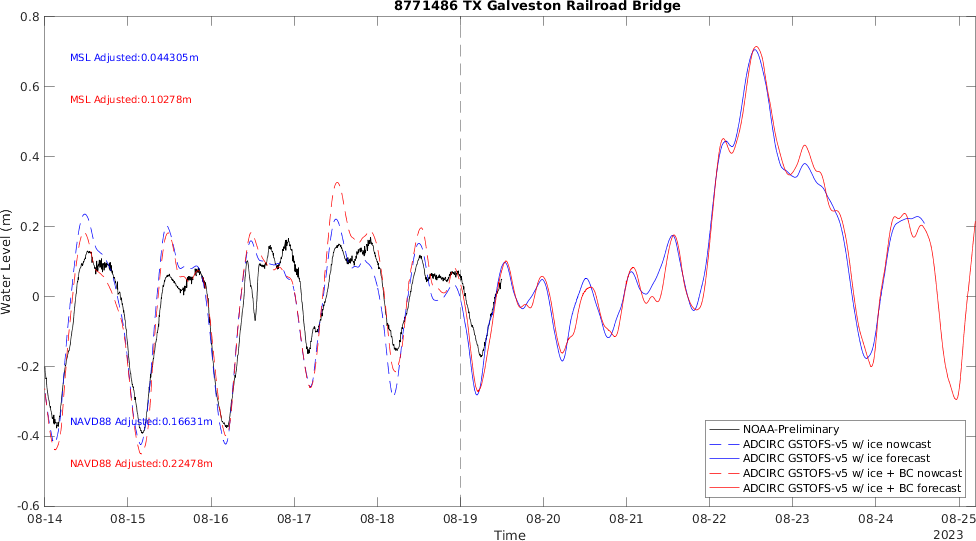 8771486 TX Galveston Railroad Bridge
0.8
0.6
0.4
0.2
0
-0.2
-0.4
-0.6
Water Level (m)
MSL Adjusted:0.044305m
MSL Adjusted:0.10278m
NAVD88 Adjusted:0.16631m
NAVD88 Adjusted:0.22478m
NOAA-Preliminary
ADCIRC GSTOFS-v5 w/ ice nowcast
ADCIRC GSTOFS-v5 w/ ice forecast
ADCIRC GSTOFS-v5 w/ ice + BC nowcast
ADCIRC GSTOFS-v5 w/ ice + BC forecast
08-14 08-15 08-16 08-17 08-18 08-19 08-20 08-21 08-22 08-23 08-24 08-25
Time
2023